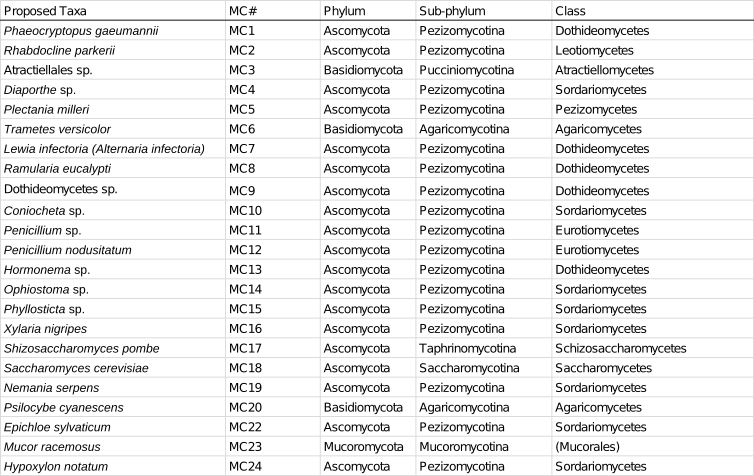 Proposed Taxa MC# Phylum Sub-phylum Class
Phaeocryptopus gaeumannii MC1 Ascomycota Pezizomycotina Dothideomycetes
Rhabdocline parkerii MC2 Ascomycota Pezizomycotina Leotiomycetes
Atractiellales sp. MC3 Basidiomycota Pucciniomycotina Atractiellomycetes
Diaporthe sp. MC4 Ascomycota Pezizomycotina Sordariomycetes
Plectania milleri MC5 Ascomycota Pezizomycotina Pezizomycetes
Trametes versicolor MC6 Basidiomycota Agaricomycotina Agaricomycetes
Lewia infectoria (Alternaria infectoria) MC7 Ascomycota Pezizomycotina Dothideomycetes
Ramularia eucalypti MC8 Ascomycota Pezizomycotina Dothideomycetes
Dothideomycetes sp. MC9 Ascomycota Pezizomycotina Dothideomycetes
Coniocheta sp. MC10 Ascomycota Pezizomycotina Sordariomycetes
Penicillium sp. MC11 Ascomycota Pezizomycotina Eurotiomycetes
Penicillium nodusitatum MC12 Ascomycota Pezizomycotina Eurotiomycetes
Hormonema sp. MC13 Ascomycota Pezizomycotina Dothideomycetes
Ophiostoma sp. MC14 Ascomycota Pezizomycotina Sordariomycetes
Phyllosticta sp. MC15 Ascomycota Pezizomycotina Sordariomycetes
Xylaria nigripes MC16 Ascomycota Pezizomycotina Sordariomycetes
Shizosaccharomyces pombe MC17 Ascomycota Taphrinomycotina Schizosaccharomycetes
Saccharomyces cerevisiae MC18 Ascomycota Saccharomycotina Saccharomycetes
Nemania serpens MC19 Ascomycota Pezizomycotina Sordariomycetes
Psilocybe cyanescens MC20 Basidiomycota Agaricomycotina Agaricomycetes
Epichloe sylvaticum MC22 Ascomycota Pezizomycotina Sordariomycetes
Mucor racemosus MC23 Mucoromycota Mucoromycotina (Mucorales)
Hypoxylon notatum MC24 Ascomycota Pezizomycotina Sordariomycetes